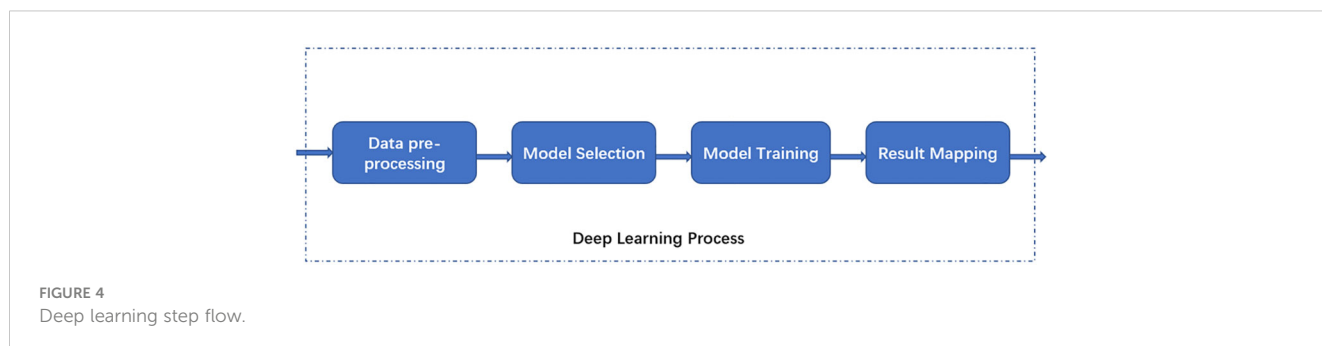 Data pre-
processing
Model Selection
Model Training
Result Mapping
Deep Learning Process
FIGURE 4
Deep learning step flow.